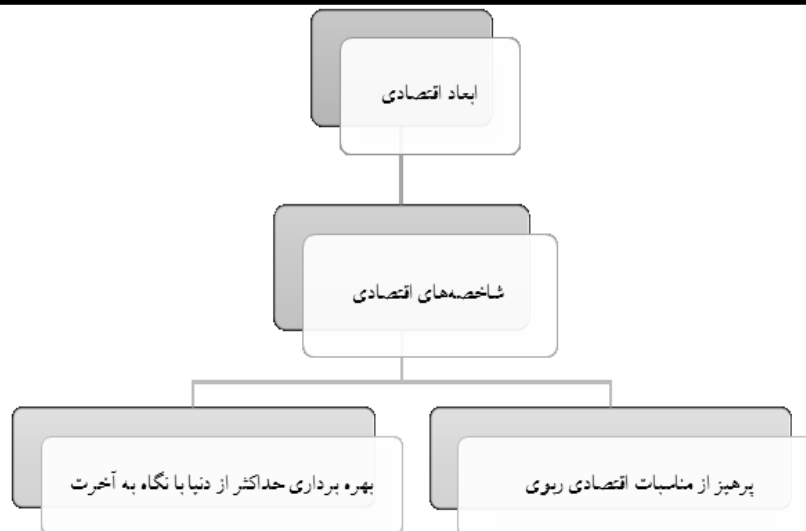 ابعاد اقتصادی
شاخصه‌های اقتصادی
پرهیز از مناسبات اقتصادی ربوی
بهره برداری حداکثر از دنیا با نگاه به آخرت